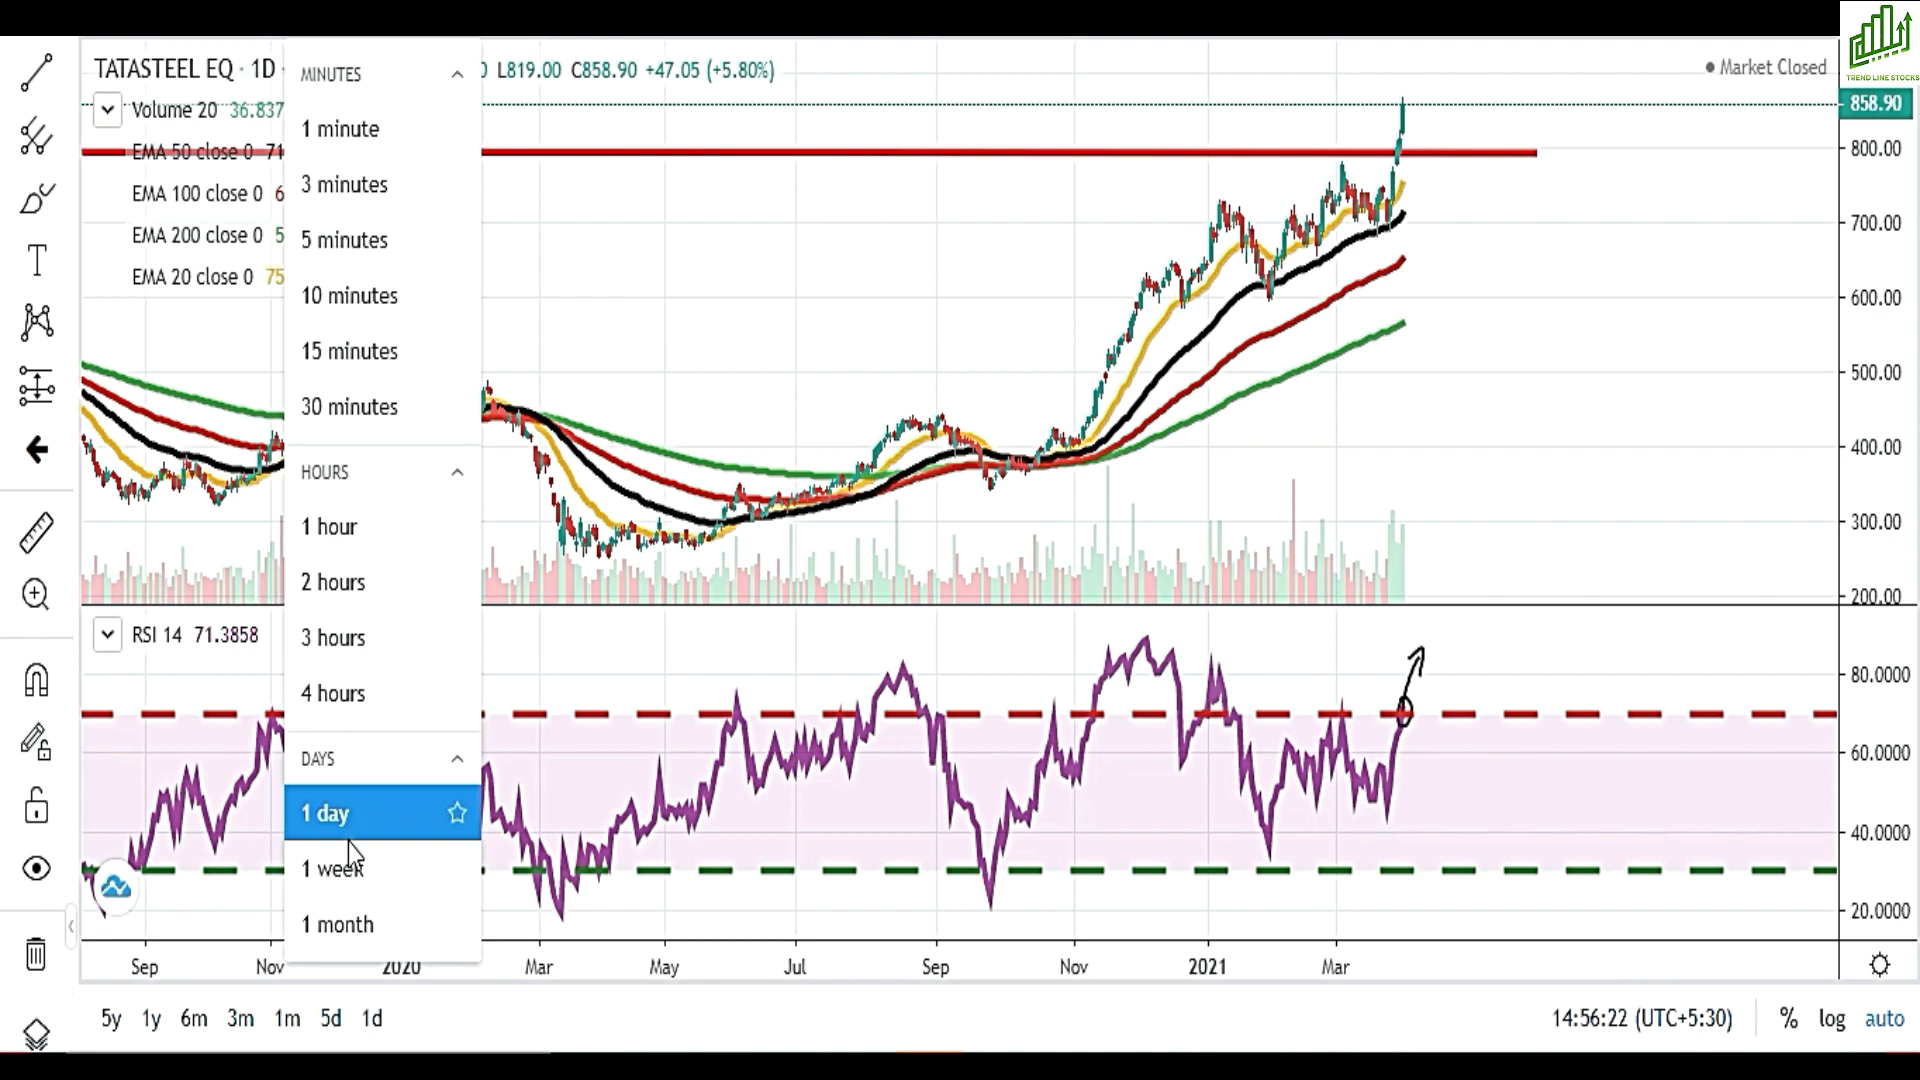 TREND LINE STOCKS
TATASTEEL EQ · 1D · 0 L819.00 C858.90 +47.05 (+5.80%)
Market Closed
Volume 20 36.837
EMA 50 close 0 71
EMA 100 close 0 6
EMA 200 close 0 5
EMA 20 close 0 75
MINUTES
1 minute
3 minutes
5 minutes
10 minutes
15 minutes
30 minutes
HOURS
1 hour
2 hours
3 hours
4 hours
DAYS
1 day
1 week
1 month
858.90
800.00
700.00
600.00
500.00
400.00
300.00
200.00
RSI 14 71.3858
80.0000
60.0000
40.0000
20.0000
Sep Nov 2020 Mar May Jul Sep Nov 2021 Mar
5y 1y 6m 3m 1m 5d 1d
14:56:22 (UTC+5:30) % log auto